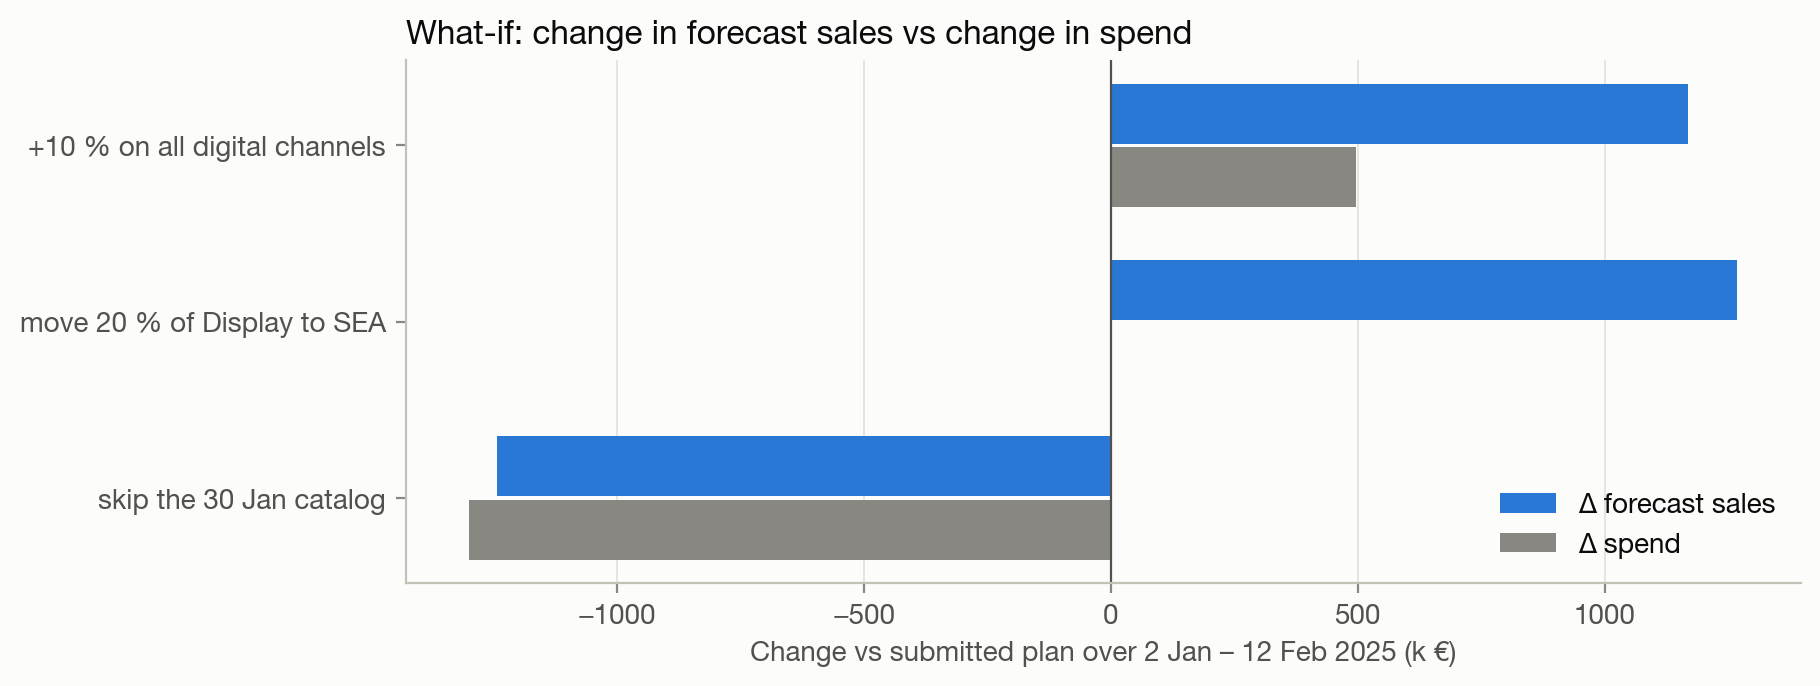 What-if: change in forecast sales vs change in spend
+10 % on all digital channels
move 20 % of Display to SEA
skip the 30 Jan catalog
Δ forecast sales
Δ spend
−1000
−500
0
500
1000
Change vs submitted plan over 2 Jan – 12 Feb 2025 (k €)